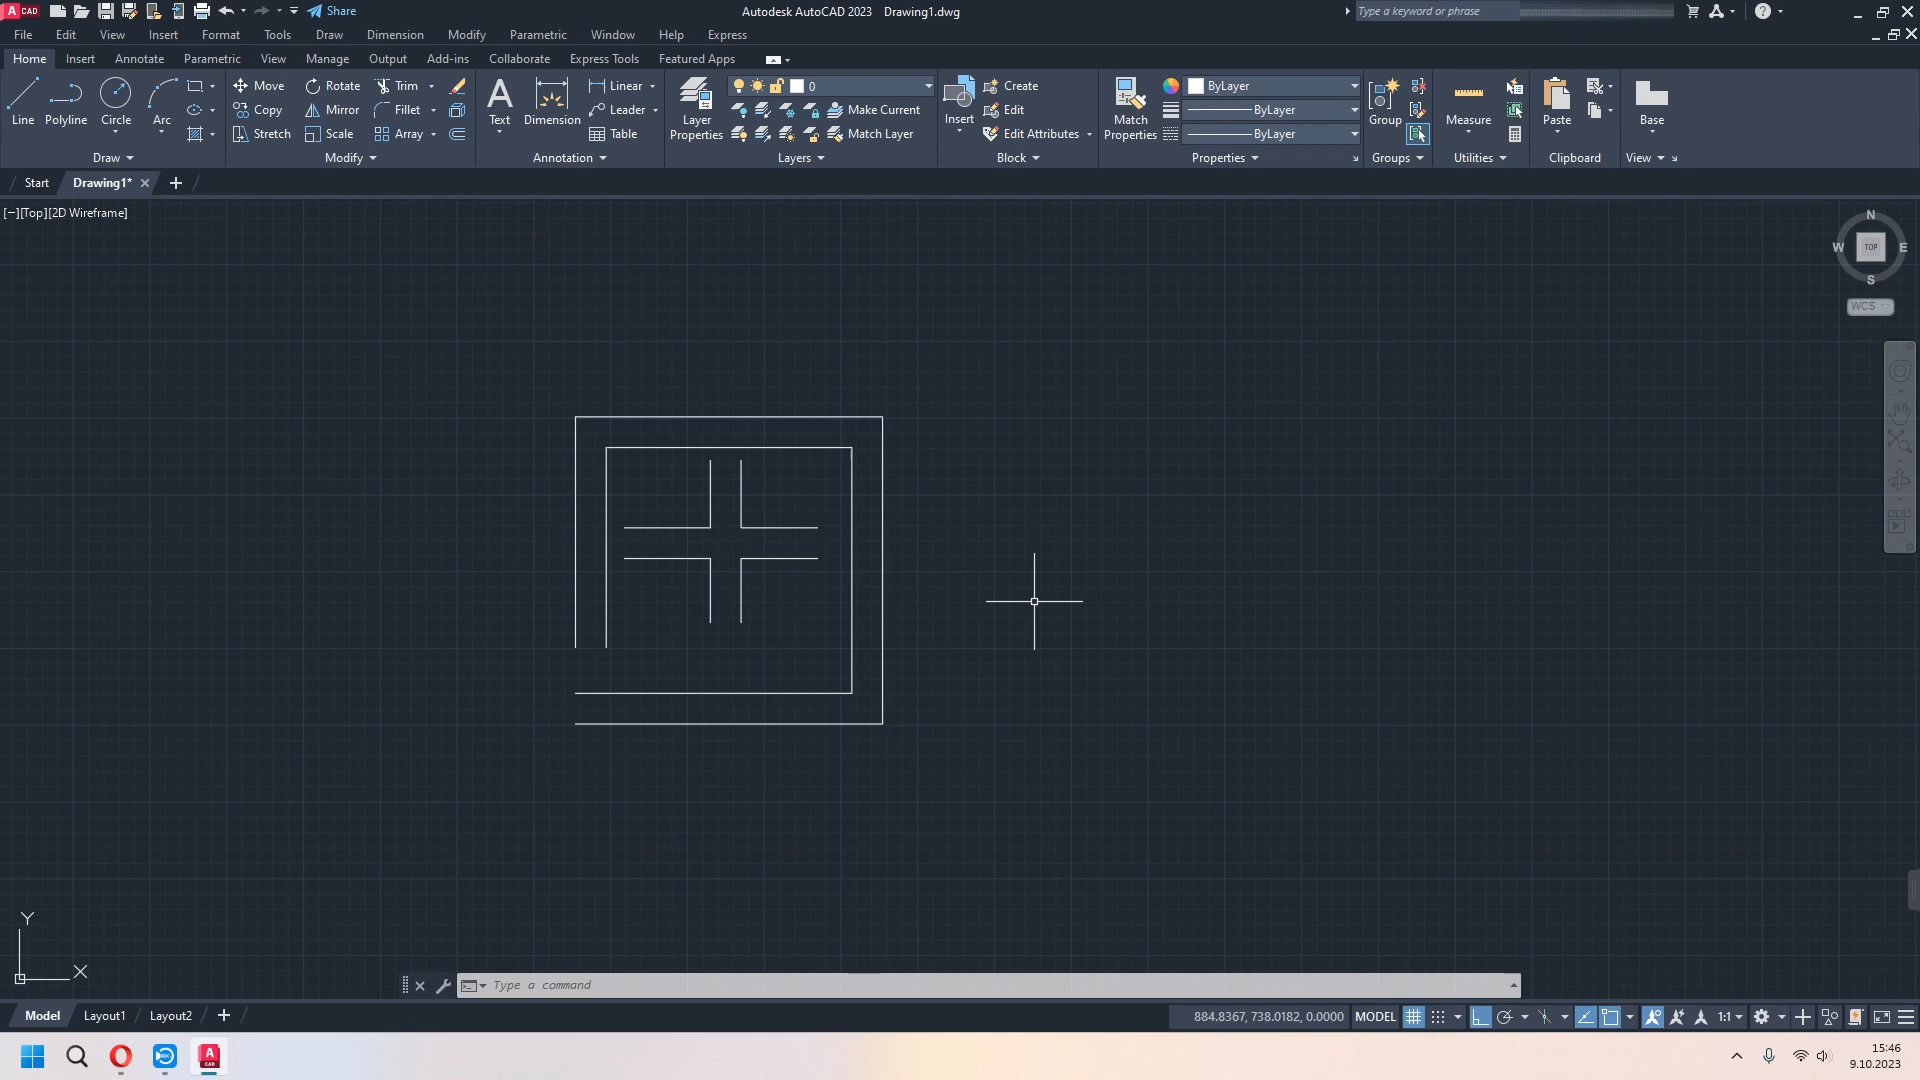 A CAD Share Autodesk AutoCAD 2023 Drawing1.dwg Type a keyword or phrase
File Edit View Insert Format Tools Draw Dimension Modify Parametric Window Help Express
Home Insert Annotate Parametric View Manage Output Add-ins Collaborate Express Tools Featured Apps
Move Rotate Trim Linear 0 Create ByLayer
Line Polyline Circle Arc Copy Mirror Fillet Text Dimension Leader Layer Properties Make Current Insert Edit Match Properties ByLayer Group Measure Paste Base
Stretch Scale Array Table Match Layer Edit Attributes ByLayer
Draw Modify Annotation Layers Block Properties Groups Utilities Clipboard View
Start Drawing1*
[−][Top][2D Wireframe]
N
W TOP E
S
WCS
Y
X
Type a command
Model Layout1 Layout2 884.8367, 738.0182, 0.0000 MODEL 1:1
A CAD 15:46
9.10.2023